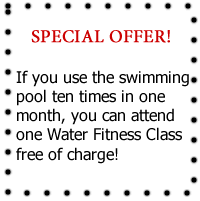 SPECIAL OFFER!
If you use the swimming
pool ten times in one
month, you can attend
one Water Fitness Class
free of charge!